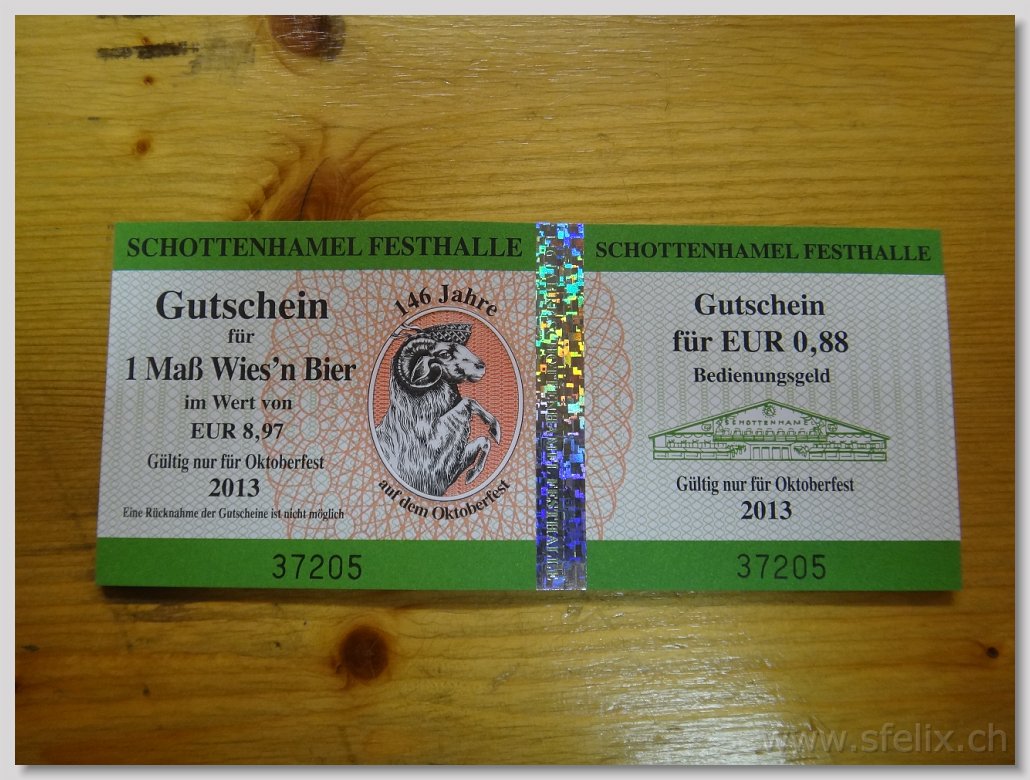 SCHOTTENHAMEL FESTHALLE
Gutschein
für
1 Maß Wies'n Bier
im Wert von
EUR 8,97
Gültig nur für Oktoberfest
2013
Eine Rücknahme der Gutscheine ist nicht möglich
146 Jahre
auf dem Oktoberfest
37205
SCHOTTENHAMEL FESTHALLE
Gutschein
für EUR 0,88
Bedienungsgeld
SCHOTTENHAMEL
Gültig nur für Oktoberfest
2013
37205
www.sfelix.ch